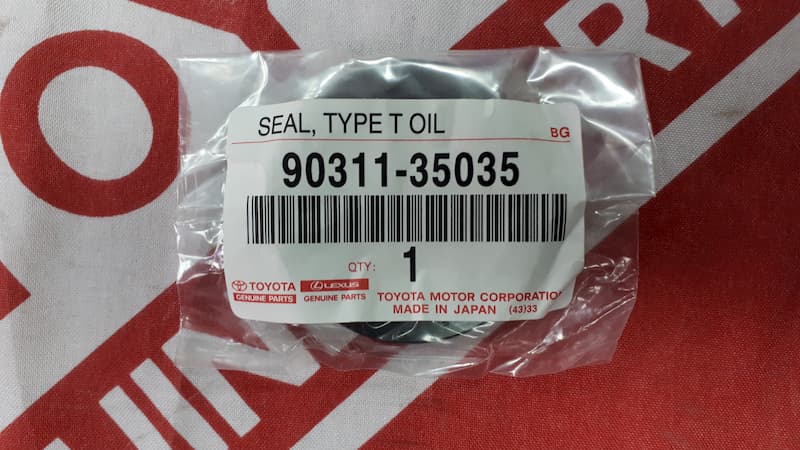 SEAL, TYPE T OIL
BG
90311-35035
QTY: 1
TOYOTA
GENUINE PARTS
LEXUS
GENUINE PARTS
TOYOTA MOTOR CORPORATION
MADE IN JAPAN (43)33